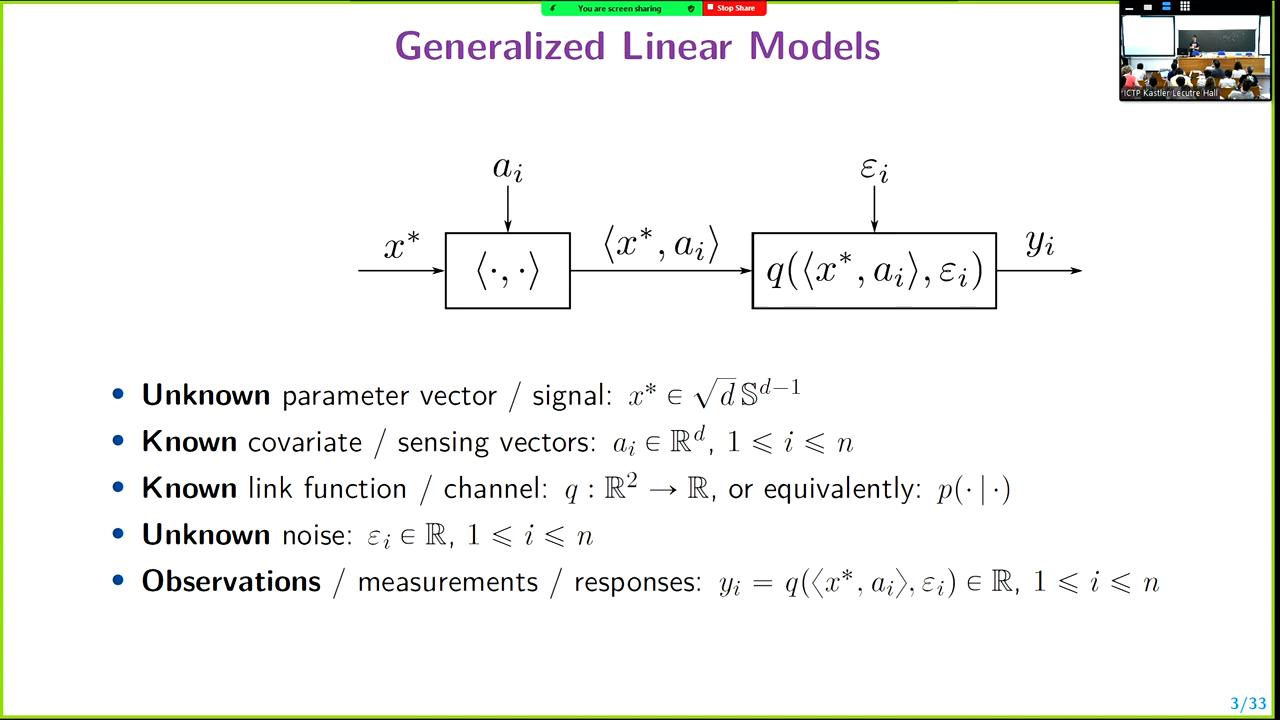 You are screen sharing
Stop Share
Generalized Linear Models
ICTP Kastler Lecutre Hall
a_i
ε_i
x*
⟨·,·⟩
⟨x*, a_i⟩
q(⟨x*, a_i⟩, ε_i)
y_i
• Unknown parameter vector / signal: x* ∈ √d 𝕊^{d−1}
• Known covariate / sensing vectors: a_i ∈ ℝ^d, 1 ⩽ i ⩽ n
• Known link function / channel: q : ℝ² → ℝ, or equivalently: p(· | ·)
• Unknown noise: ε_i ∈ ℝ, 1 ⩽ i ⩽ n
• Observations / measurements / responses: y_i = q(⟨x*, a_i⟩, ε_i) ∈ ℝ, 1 ⩽ i ⩽ n
3/33